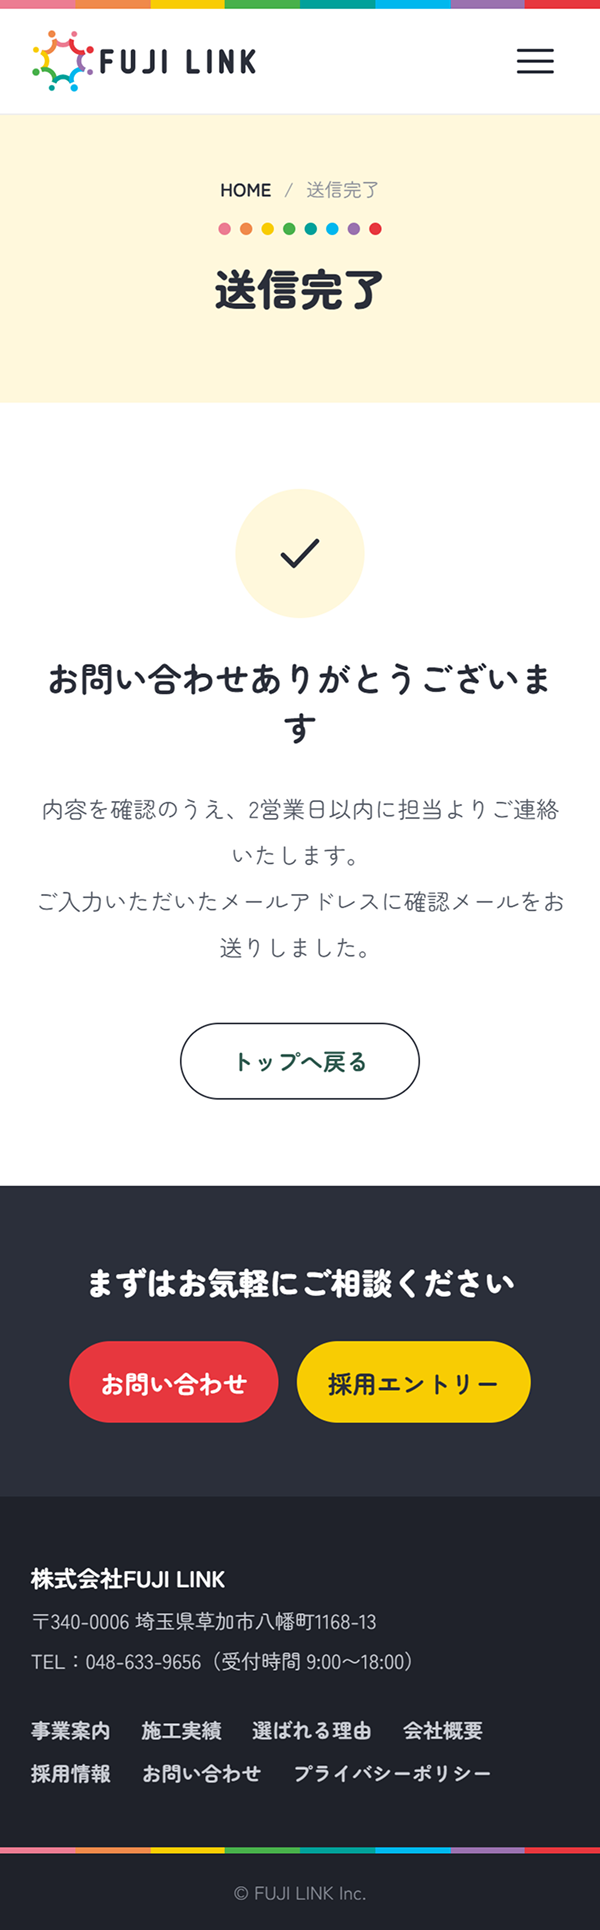 FUJI LINK
HOME / 送信完了
送信完了
お問い合わせありがとうございま
す
内容を確認のうえ、2営業日以内に担当よりご連絡
いたします。
ご入力いただいたメールアドレスに確認メールをお
送りしました。
トップへ戻る
まずはお気軽にご相談ください
お問い合わせ 採用エントリー
株式会社FUJI LINK
〒340-0006 埼玉県草加市八幡町1168-13
TEL：048-633-9656（受付時間 9:00〜18:00）
事業案内 施工実績 選ばれる理由 会社概要
採用情報 お問い合わせ プライバシーポリシー
© FUJI LINK Inc.